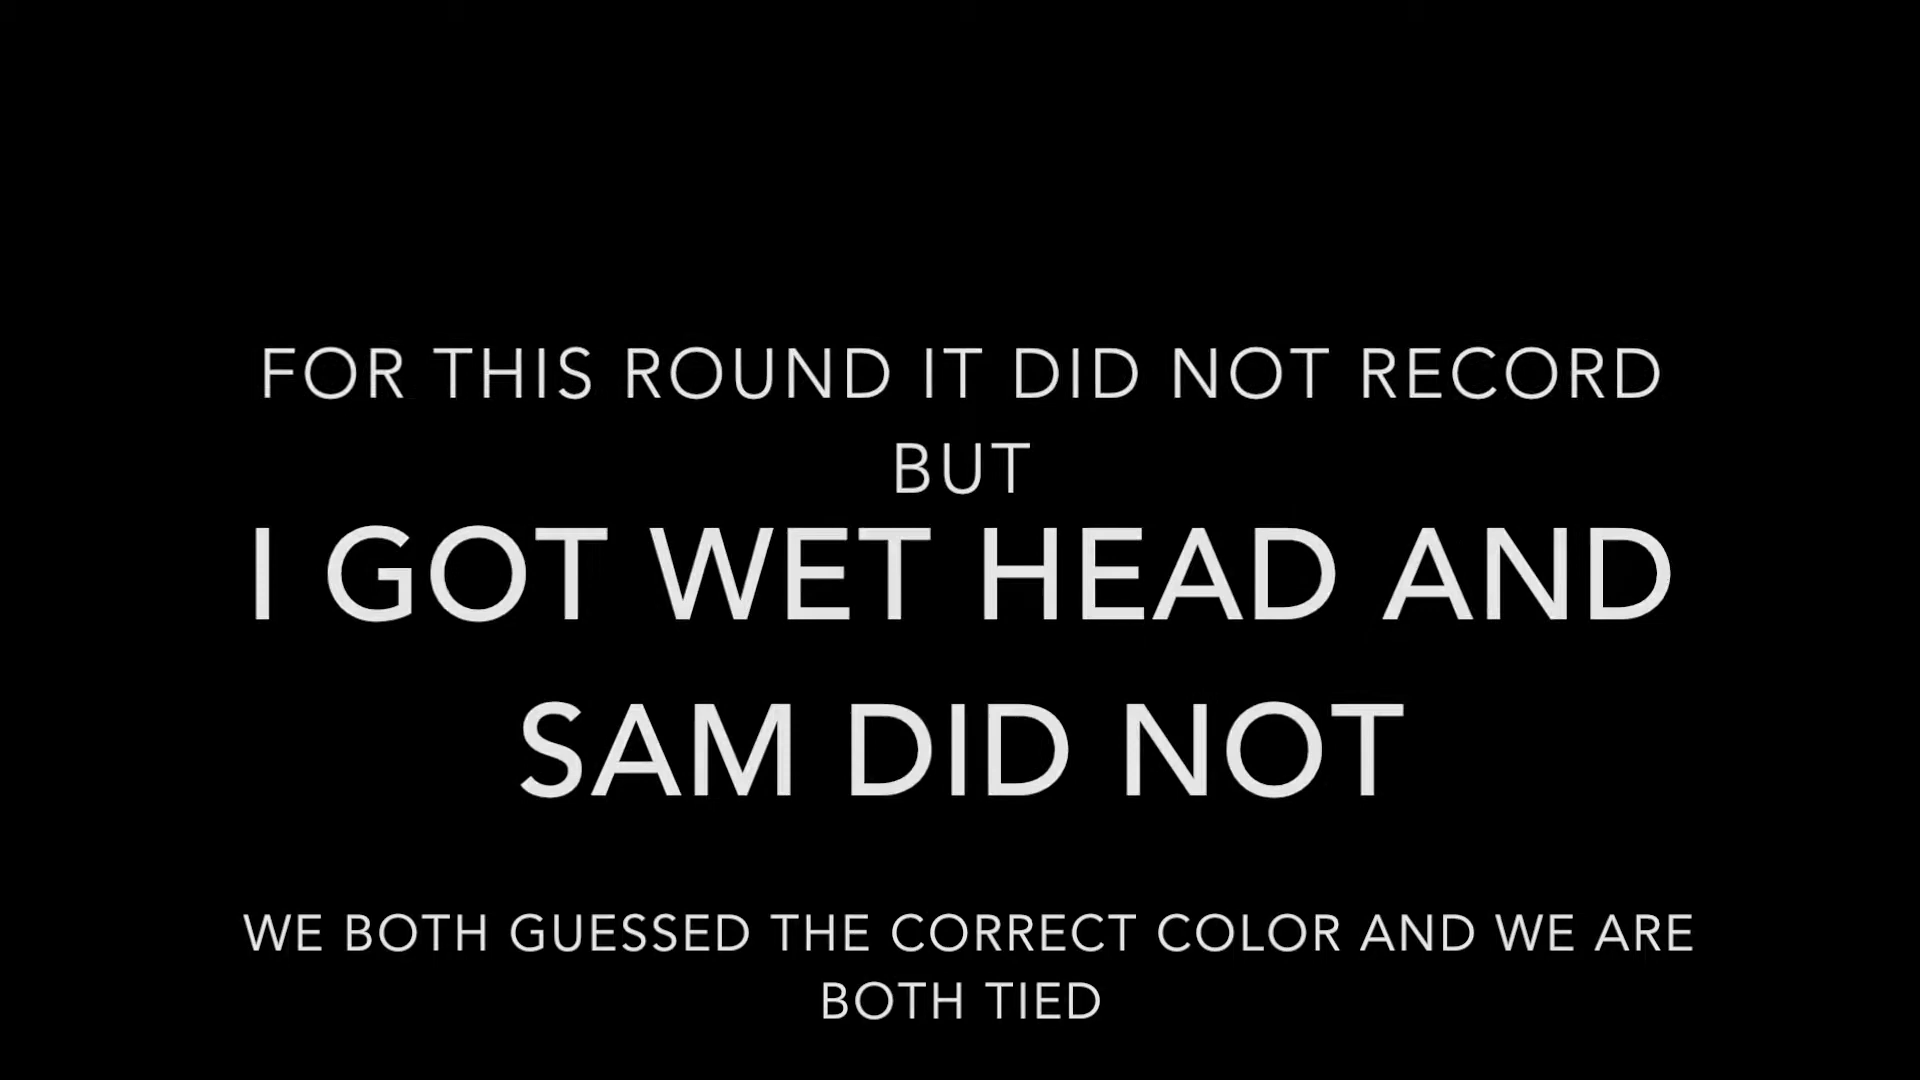 FOR THIS ROUND IT DID NOT RECORD
BUT
I GOT WET HEAD AND
SAM DID NOT
WE BOTH GUESSED THE CORRECT COLOR AND WE ARE
BOTH TIED